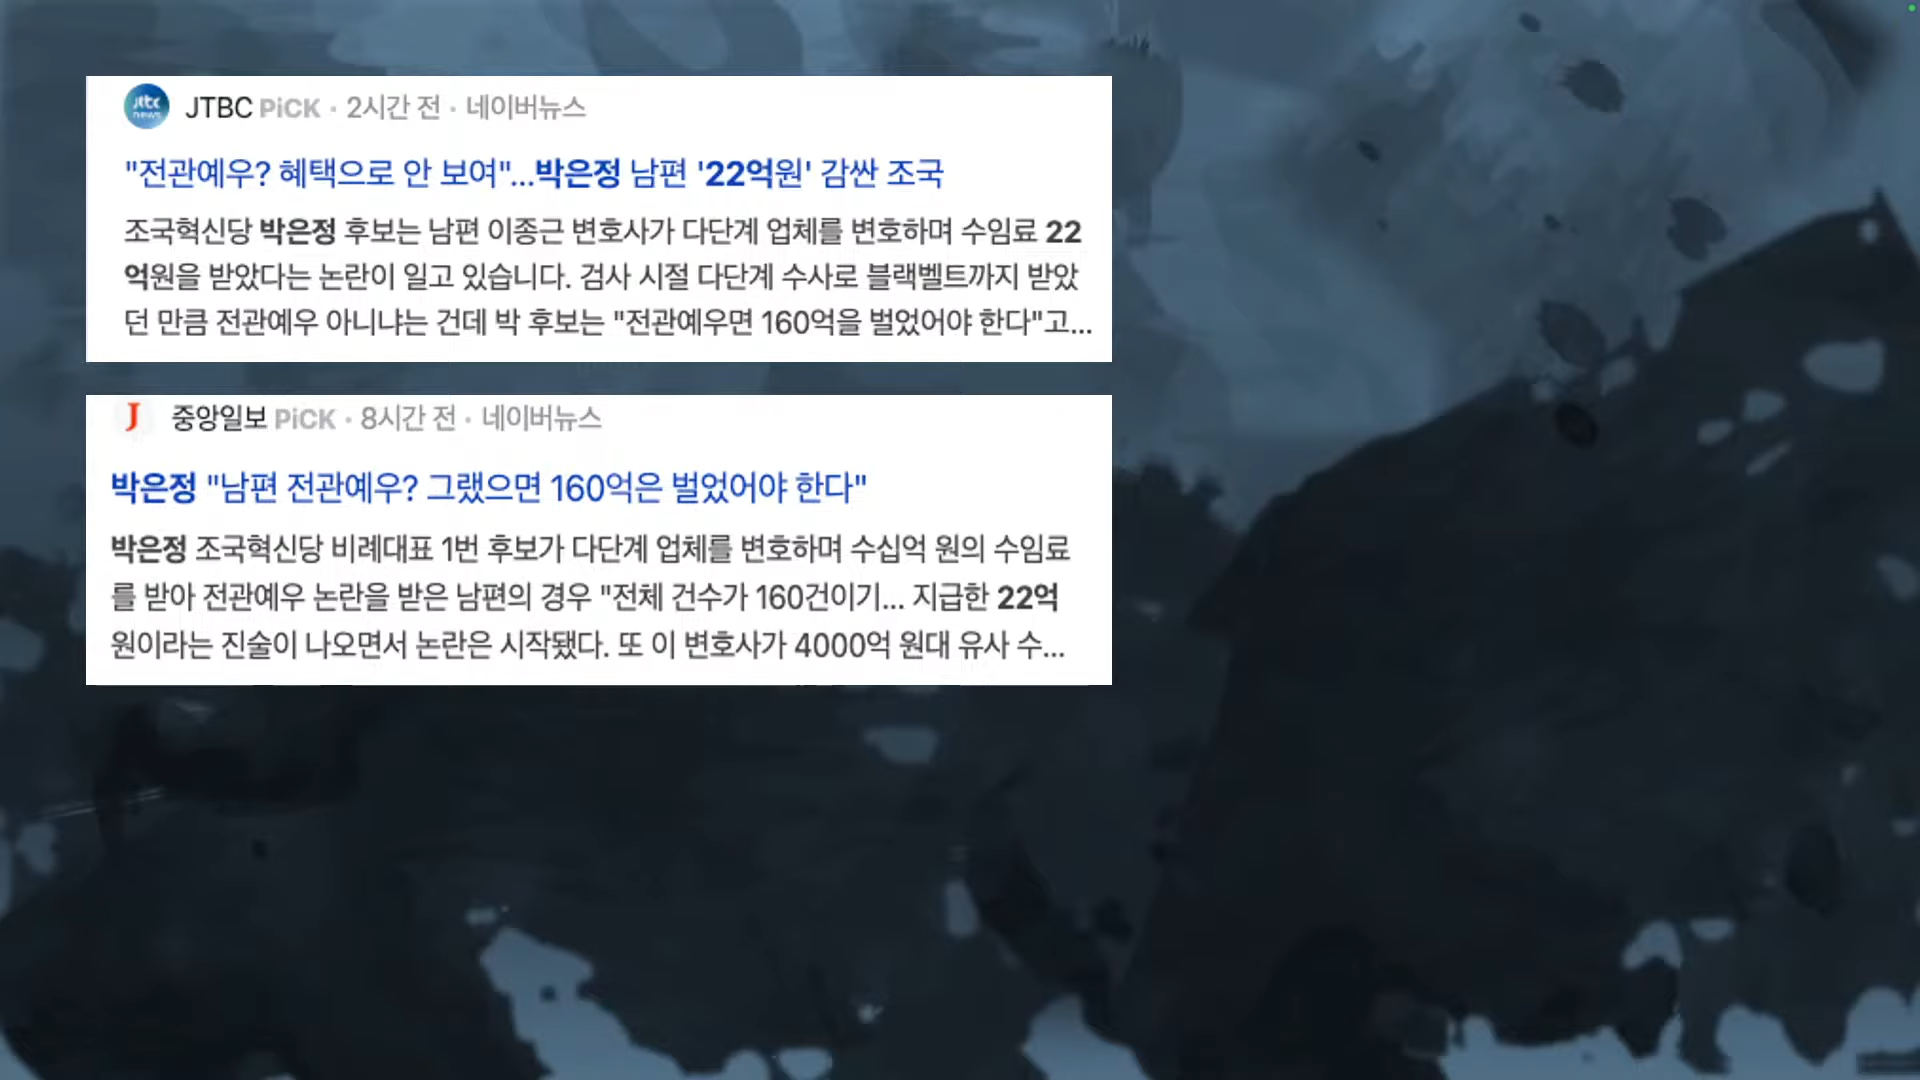 JTBC PiCK · 2시간 전 · 네이버뉴스
"전관예우? 혜택으로 안 보여"...박은정 남편 '22억원' 감싼 조국
조국혁신당 박은정 후보는 남편 이종근 변호사가 다단계 업체를 변호하며 수임료 22
억원을 받았다는 논란이 일고 있습니다. 검사 시절 다단계 수사로 블랙벨트까지 받았
던 만큼 전관예우 아니냐는 건데 박 후보는 "전관예우면 160억을 벌었어야 한다"고...
중앙일보 PiCK · 8시간 전 · 네이버뉴스
박은정 "남편 전관예우? 그랬으면 160억은 벌었어야 한다"
박은정 조국혁신당 비례대표 1번 후보가 다단계 업체를 변호하며 수십억 원의 수임료
를 받아 전관예우 논란을 받은 남편의 경우 "전체 건수가 160건이기... 지급한 22억
원이라는 진술이 나오면서 논란은 시작됐다. 또 이 변호사가 4000억 원대 유사 수...